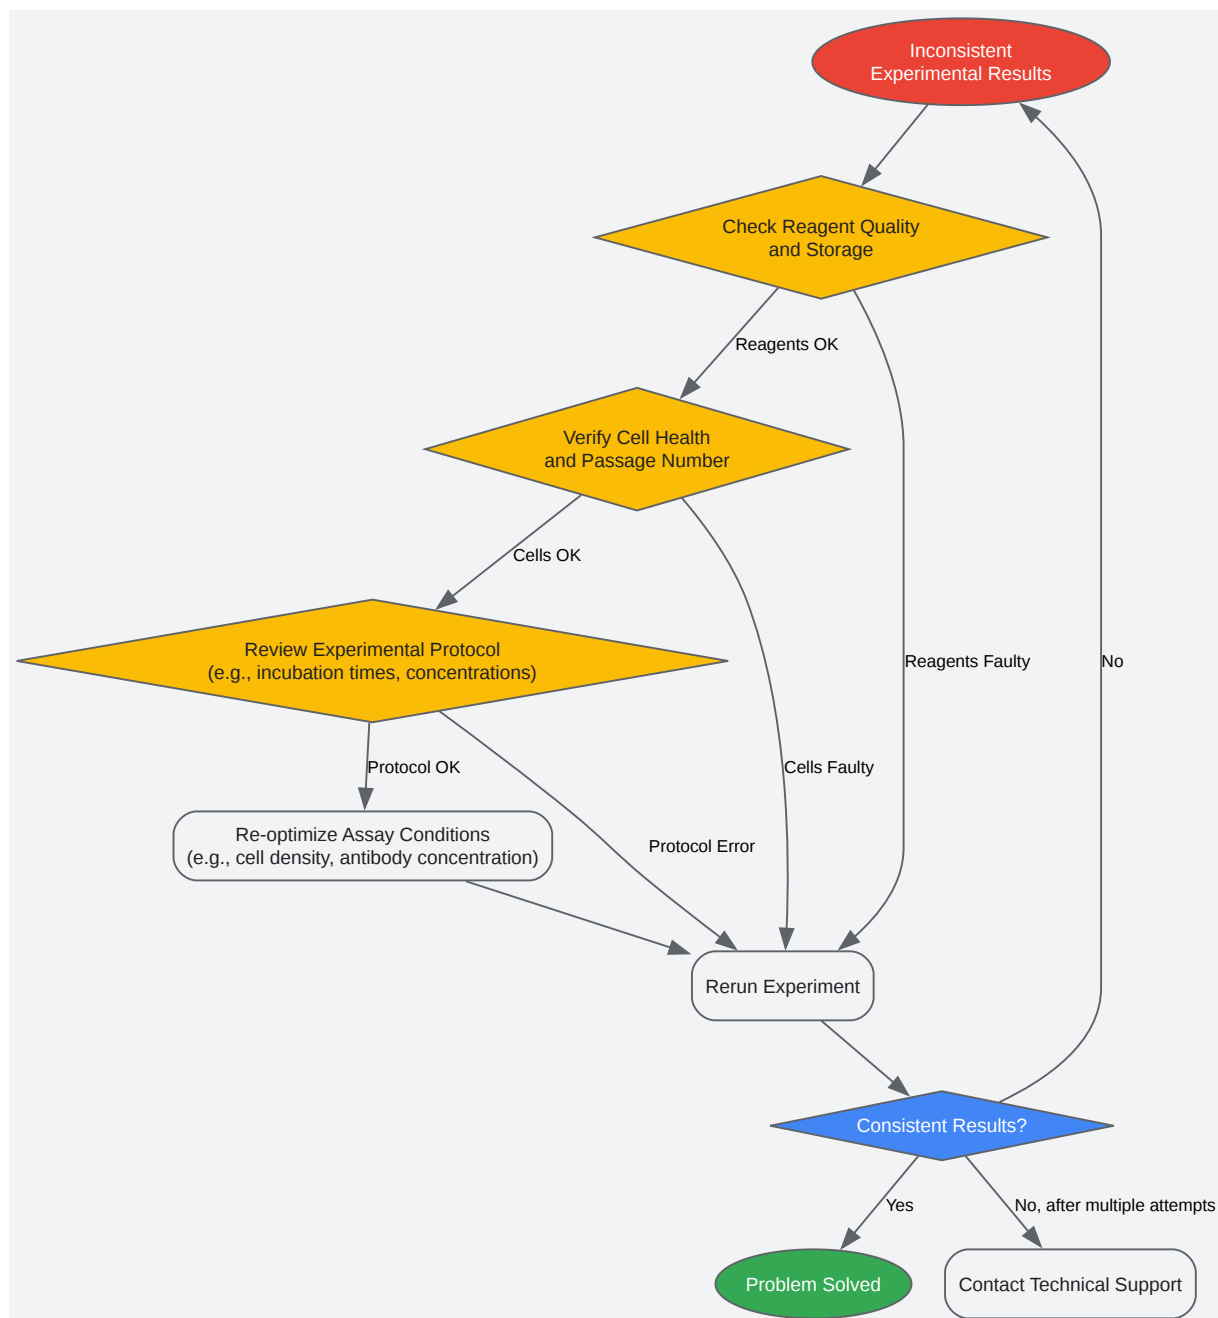 Inconsistent
Experimental Results
Check Reagent Quality
and Storage
Reagents OK
Verify Cell Health
and Passage Number
Cells OK
Review Experimental Protocol
(e.g., incubation times, concentrations)
Reagents Faulty
No
Protocol OK
Cells Faulty
Re-optimize Assay Conditions
(e.g., cell density, antibody concentration)
Protocol Error
Rerun Experiment
Consistent Results?
Yes
No, after multiple attempts
Problem Solved
Contact Technical Support